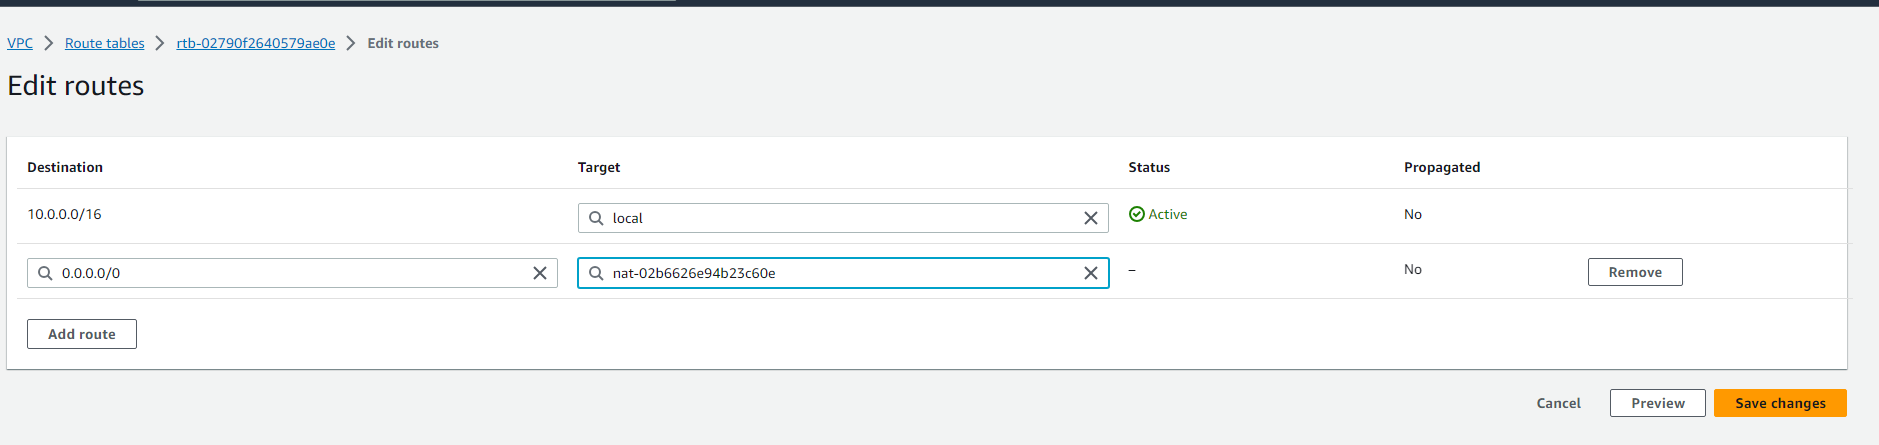 VPC > Route tables > rtb-02790f2640579ae0e > Edit routes
Edit routes
Destination Target Status Propagated
10.0.0.0/16 local Active No
0.0.0.0/0 nat-02b6626e94b23c60e – No Remove
Add route
Cancel Preview Save changes